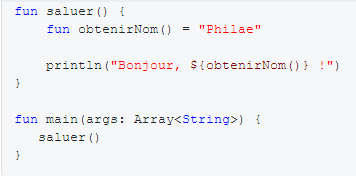 fun saluer() {
    fun obtenirNom() = "Philae"
    println("Bonjour, ${obtenirNom()} !")
}
fun main(args: Array<String>) {
   saluer()
}